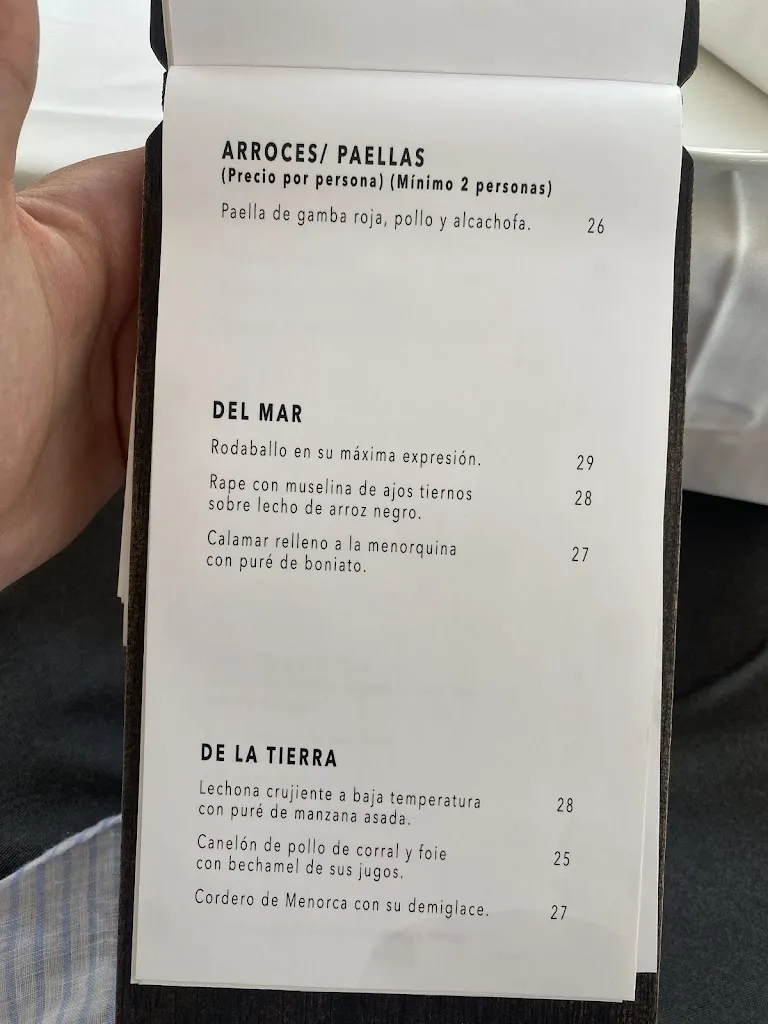 ARROCES/ PAELLAS
(Precio por persona) (Mínimo 2 personas)
Paella de gamba roja, pollo y alcachofa. 26
DEL MAR
Rodaballo en su máxima expresión. 29
Rape con muselina de ajos tiernos 28
sobre lecho de arroz negro.
Calamar relleno a la menorquina 27
con puré de boniato.
DE LA TIERRA
Lechona crujiente a baja temperatura 28
con puré de manzana asada.
Canelón de pollo de corral y foie 25
con bechamel de sus jugos.
Cordero de Menorca con su demiglace. 27